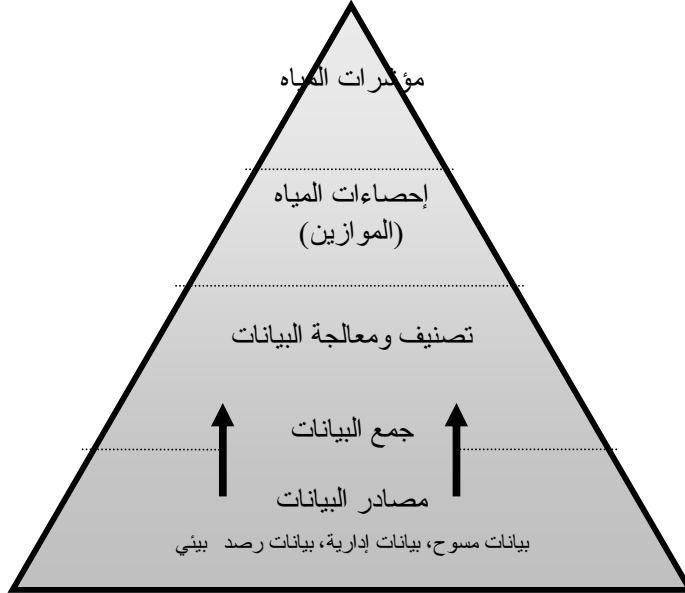 مؤشرات المياه
إحصاءات المياه
(الموازين)
تصنيف ومعالجة البيانات
جمع البيانات
مصادر البيانات
بيانات مسوح، بيانات إدارية، بيانات رصد بيئي